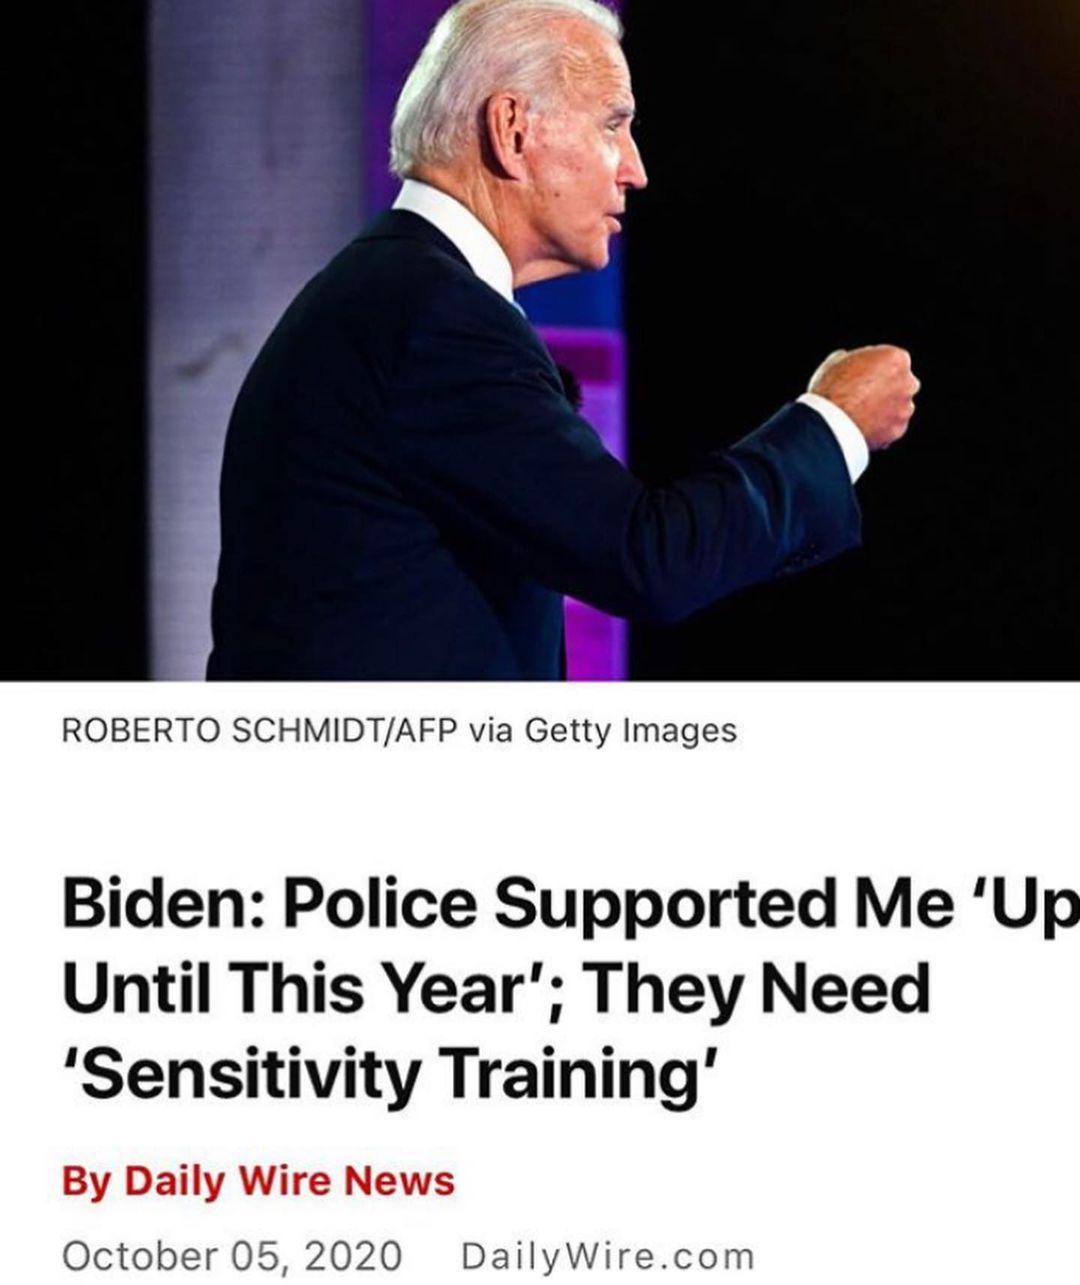 ROBERTO SCHMIDT/AFP via Getty Images
Biden: Police Supported Me ‘Up
Until This Year’; They Need
‘Sensitivity Training’
By Daily Wire News
October 05, 2020 DailyWire.com